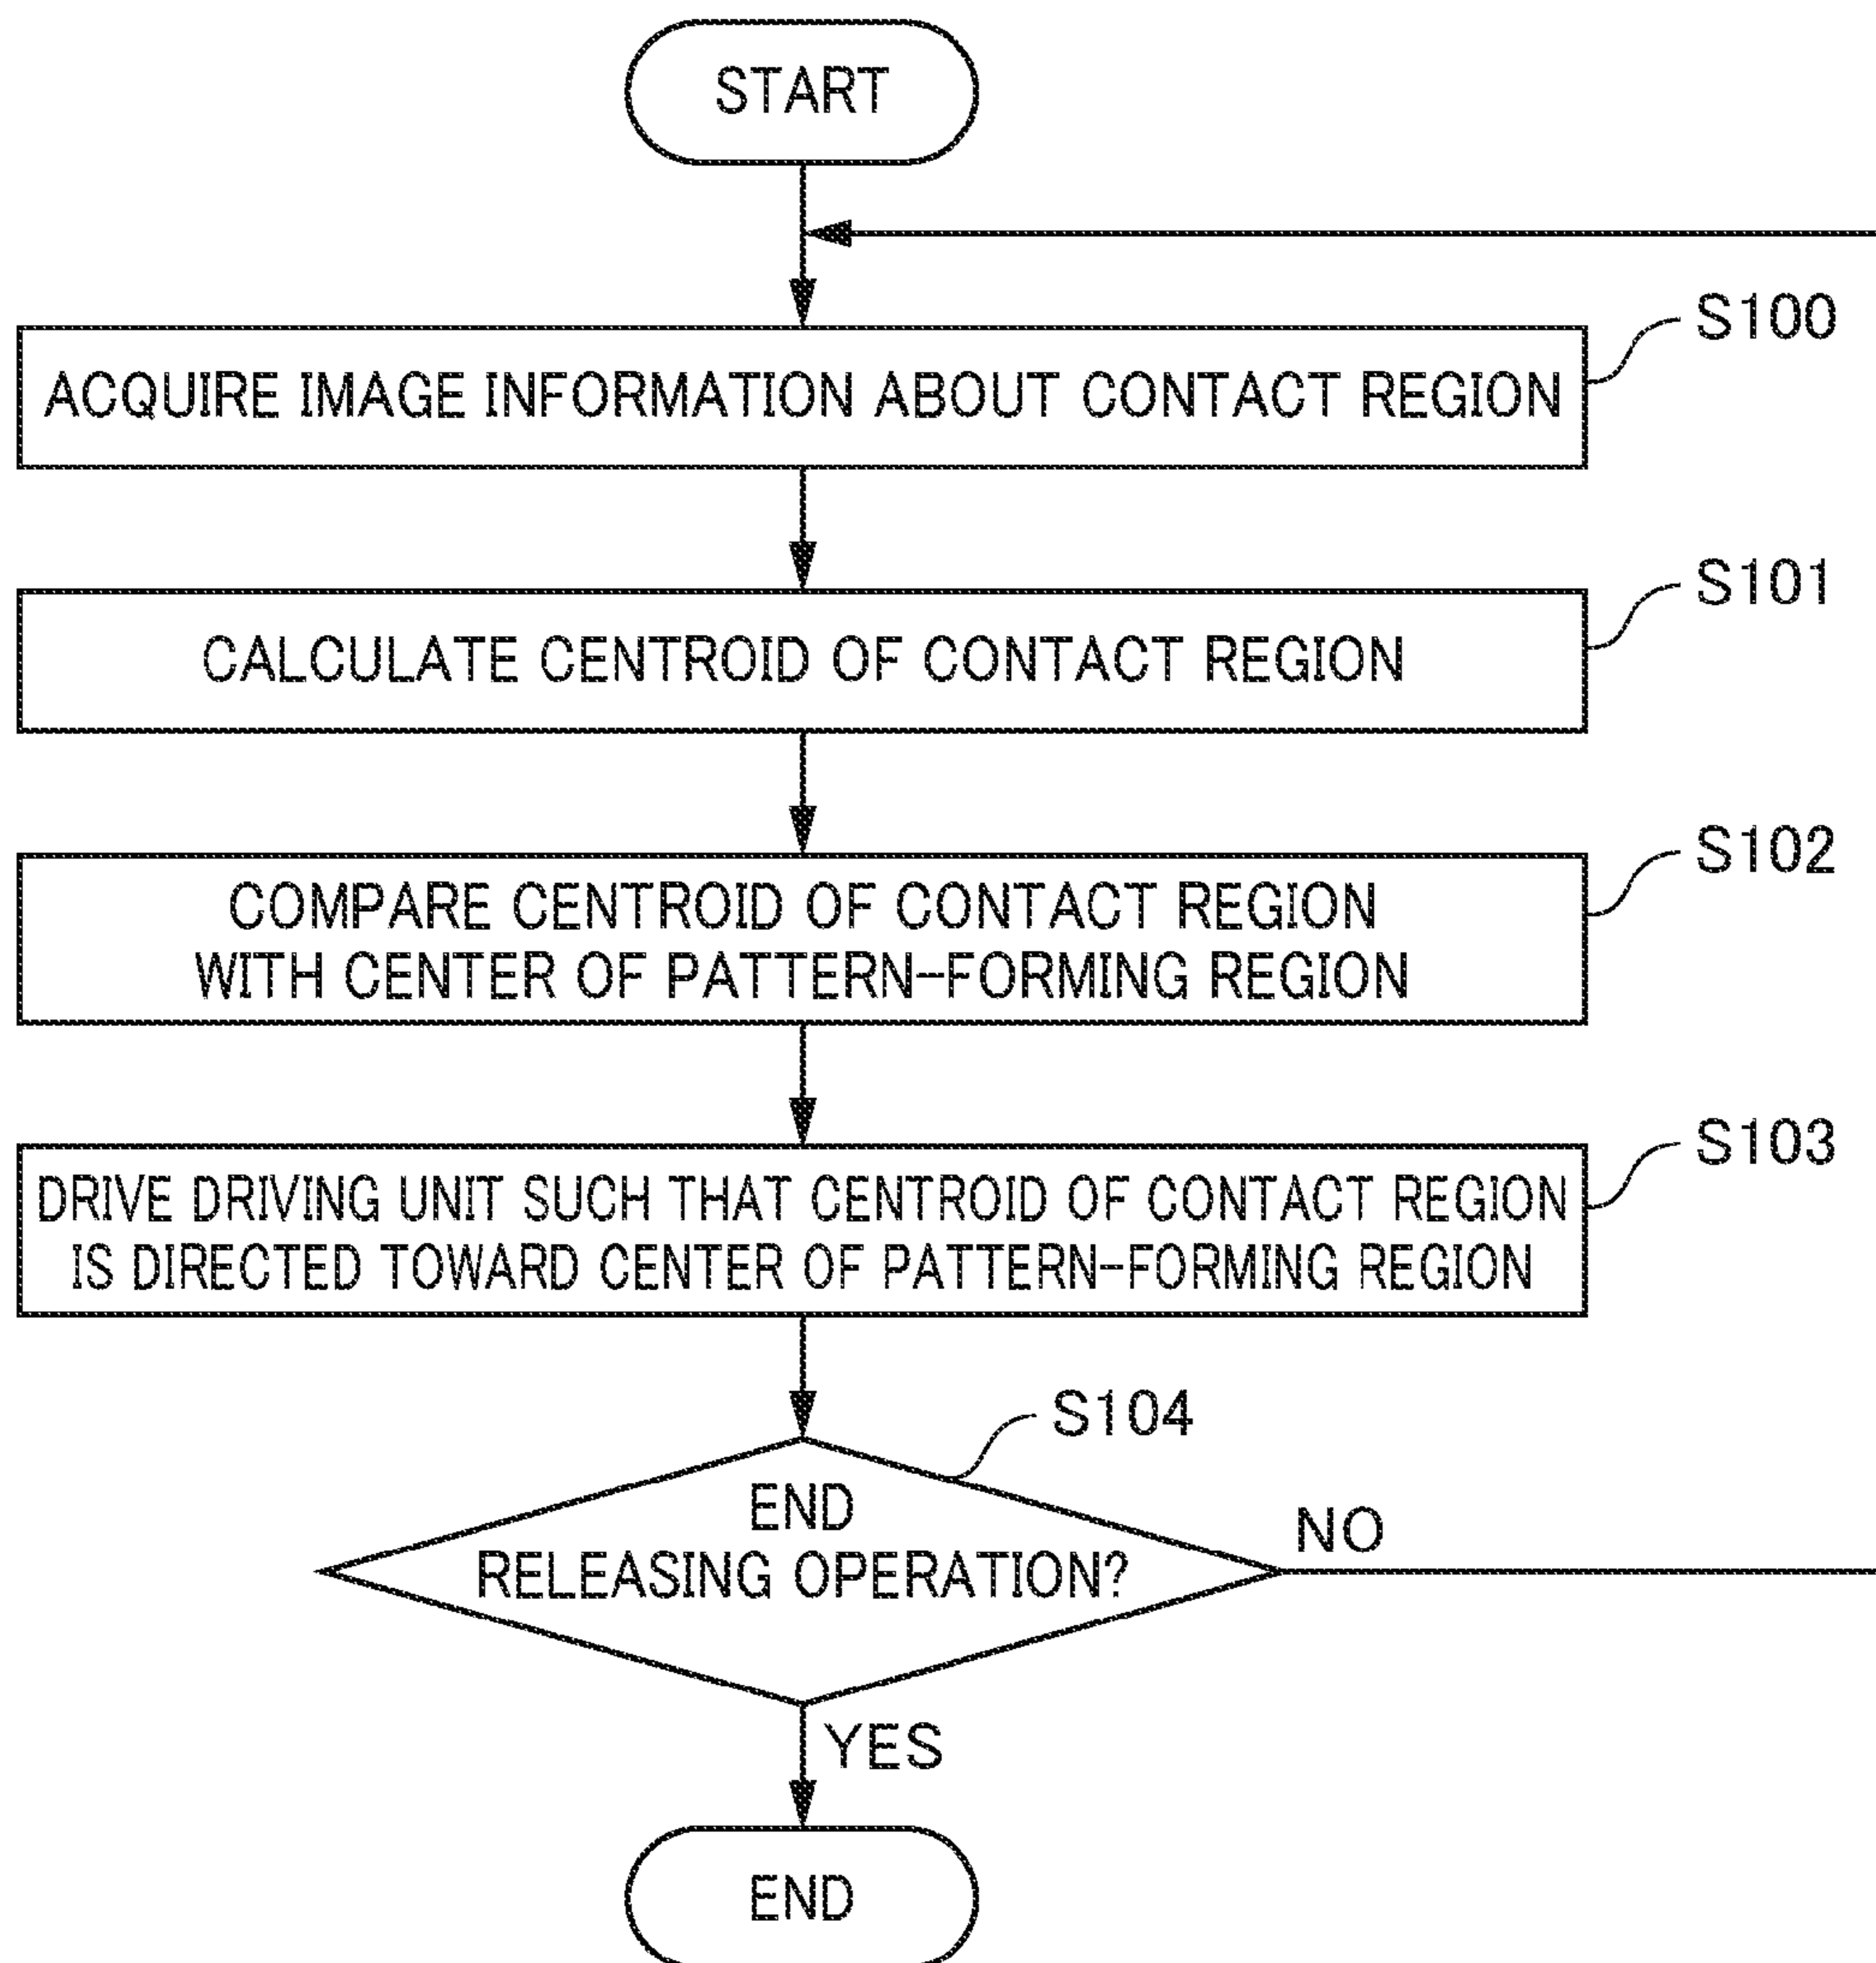 START
S100
ACQUIRE IMAGE INFORMATION ABOUT CONTACT REGION
S101
CALCULATE CENTROID OF CONTACT REGION
S102
COMPARE CENTROID OF CONTACT REGION
WITH CENTER OF PATTERN-FORMING REGION
S103
DRIVE DRIVING UNIT SUCH THAT CENTROID OF CONTACT REGION
IS DIRECTED TOWARD CENTER OF PATTERN-FORMING REGION
S104
END
RELEASING OPERATION?
NO
YES
END